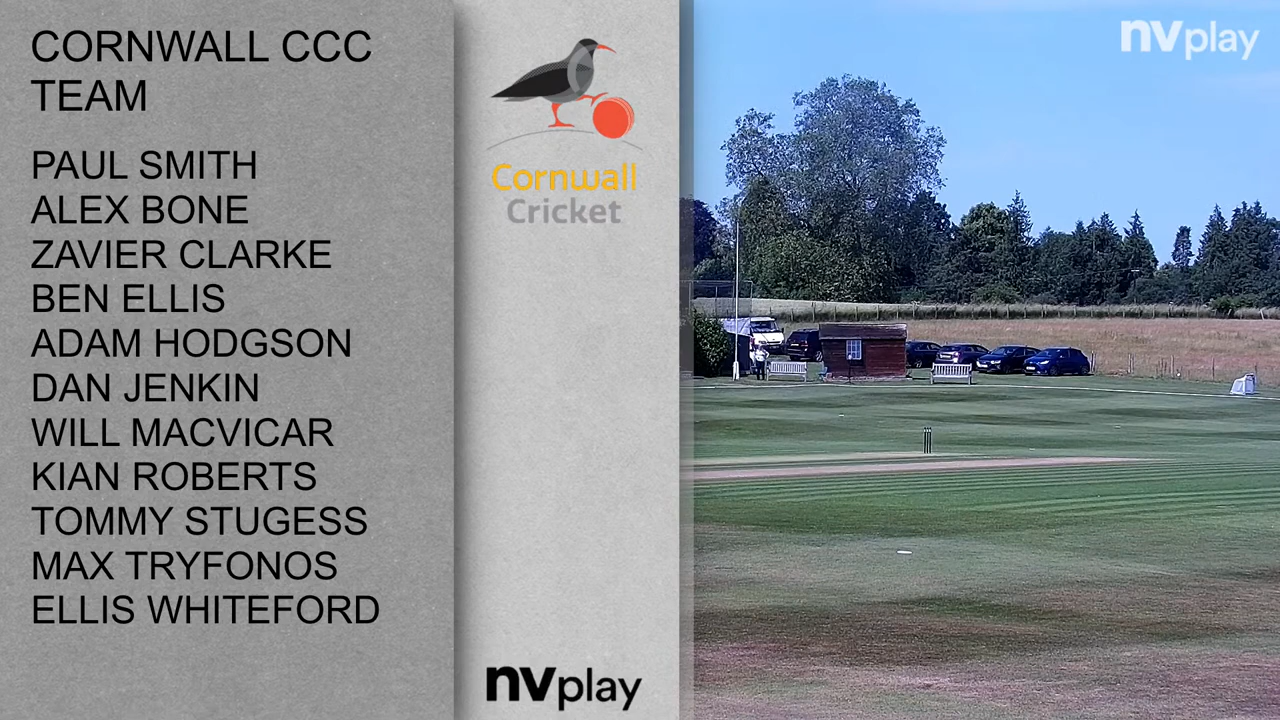 CORNWALL CCC
TEAM
PAUL SMITH
ALEX BONE
ZAVIER CLARKE
BEN ELLIS
ADAM HODGSON
DAN JENKIN
WILL MACVICAR
KIAN ROBERTS
TOMMY STUGESS
MAX TRYFONOS
ELLIS WHITEFORD
Cornwall
Cricket
nvplay
nvplay